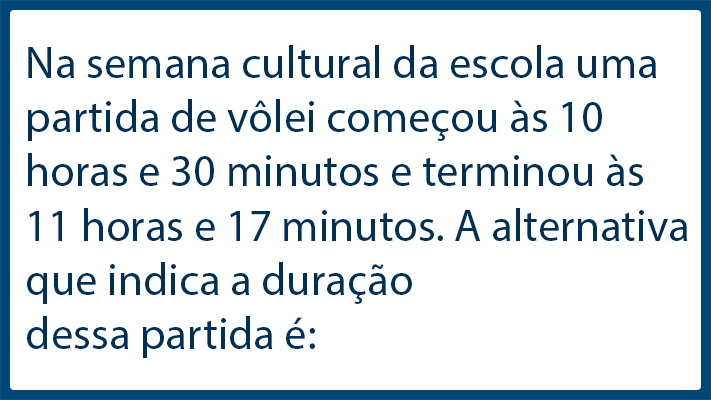 Na semana cultural da escola uma
partida de vôlei começou às 10
horas e 30 minutos e terminou às
11 horas e 17 minutos. A alternativa
que indica a duração
dessa partida é: